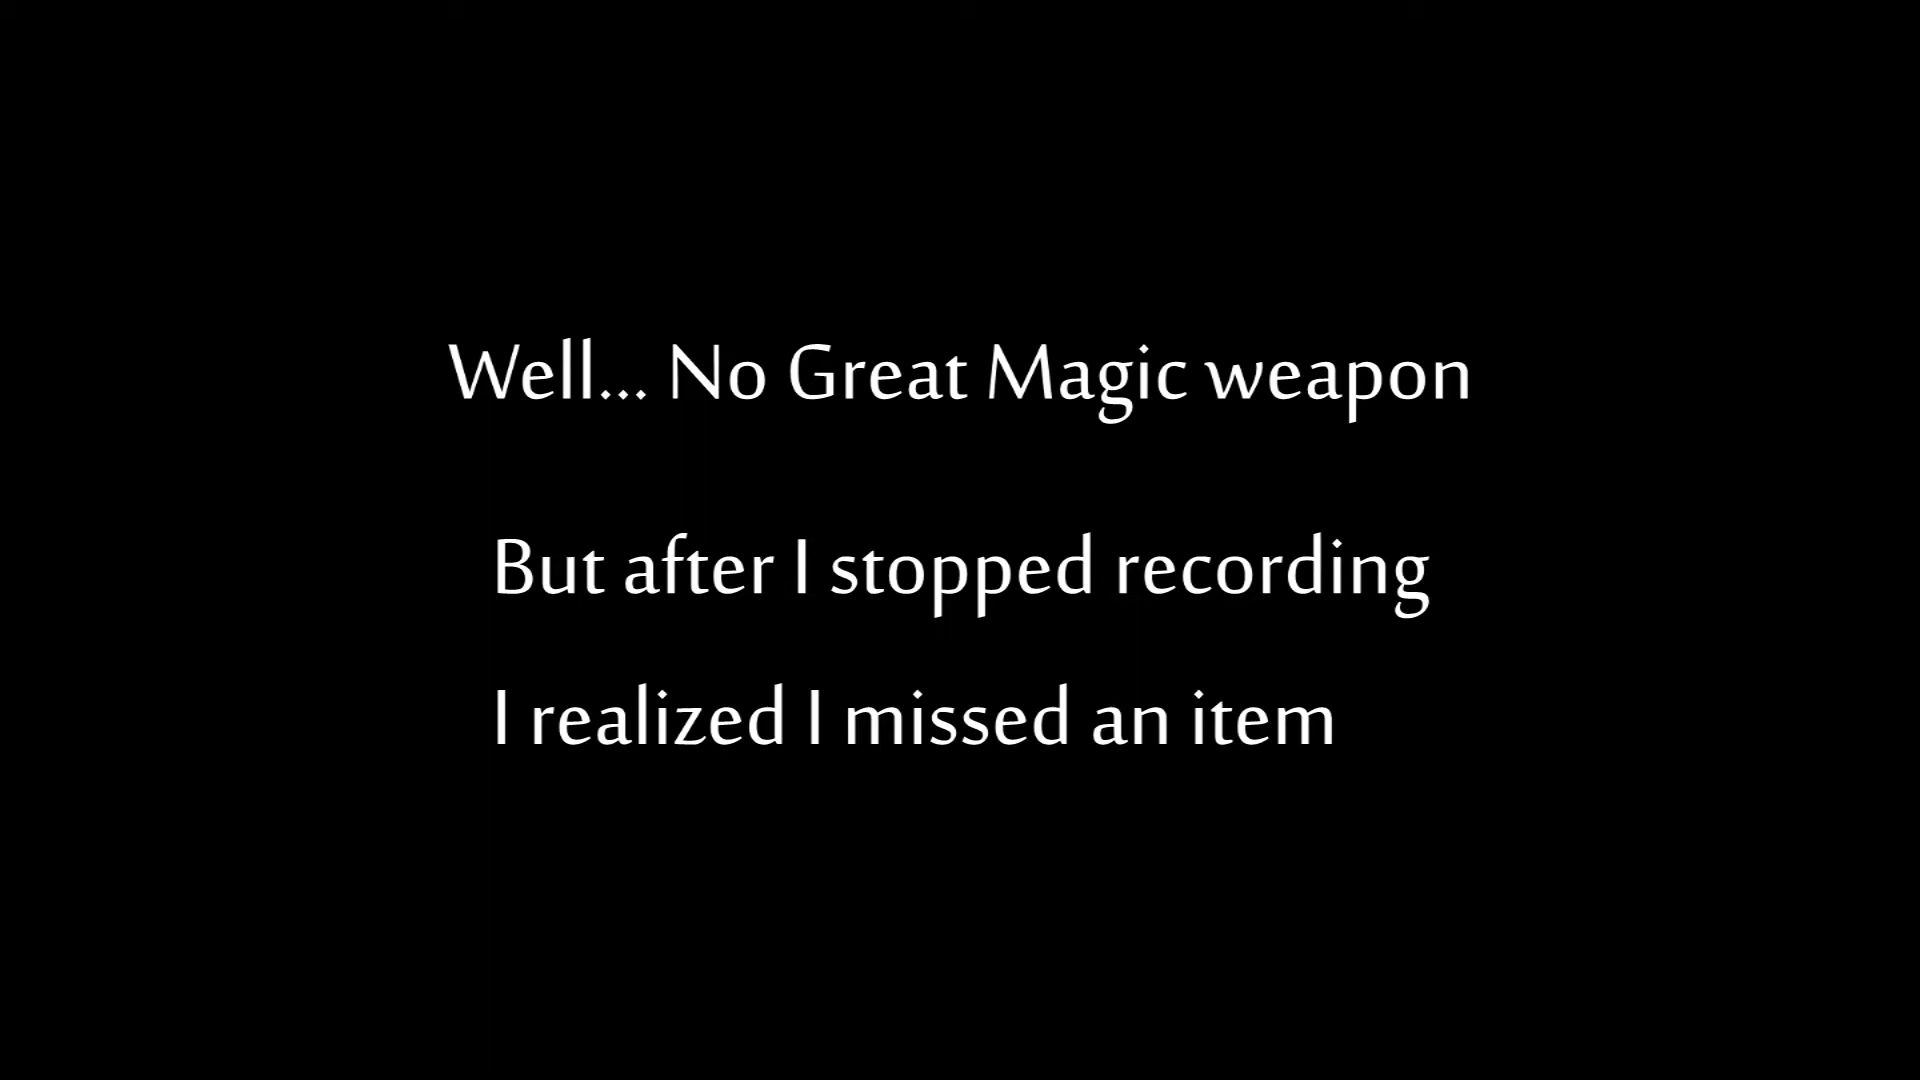 Well... No Great Magic weapon
But after I stopped recording
I realized I missed an item